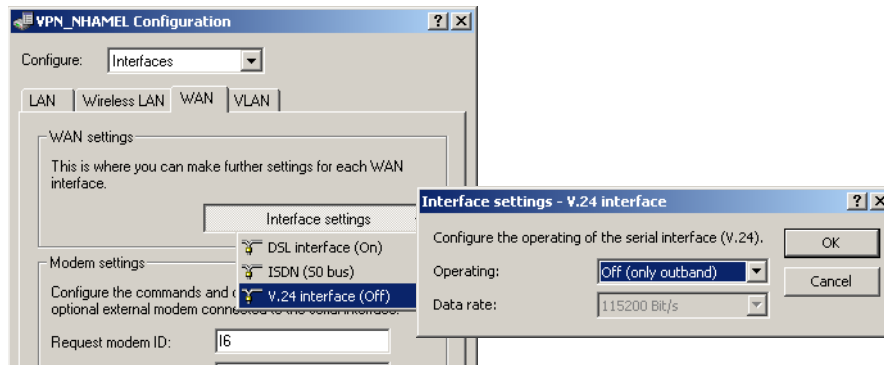 VPN_NHAMEL Configuration
Configure: Interfaces
LAN Wireless LAN WAN VLAN
WAN settings
This is where you can make further settings for each WAN
interface.
Interface settings
DSL interface (On)
ISDN (S0 bus)
V.24 interface (Off)
Modem settings
Configure the commands and
optional external modem connected to the serial interface.
Request modem ID: I6
Interface settings - V.24 interface
Configure the operating of the serial interface (V.24).
Operating: Off (only outband)
Data rate: 115200 Bit/s
OK
Cancel